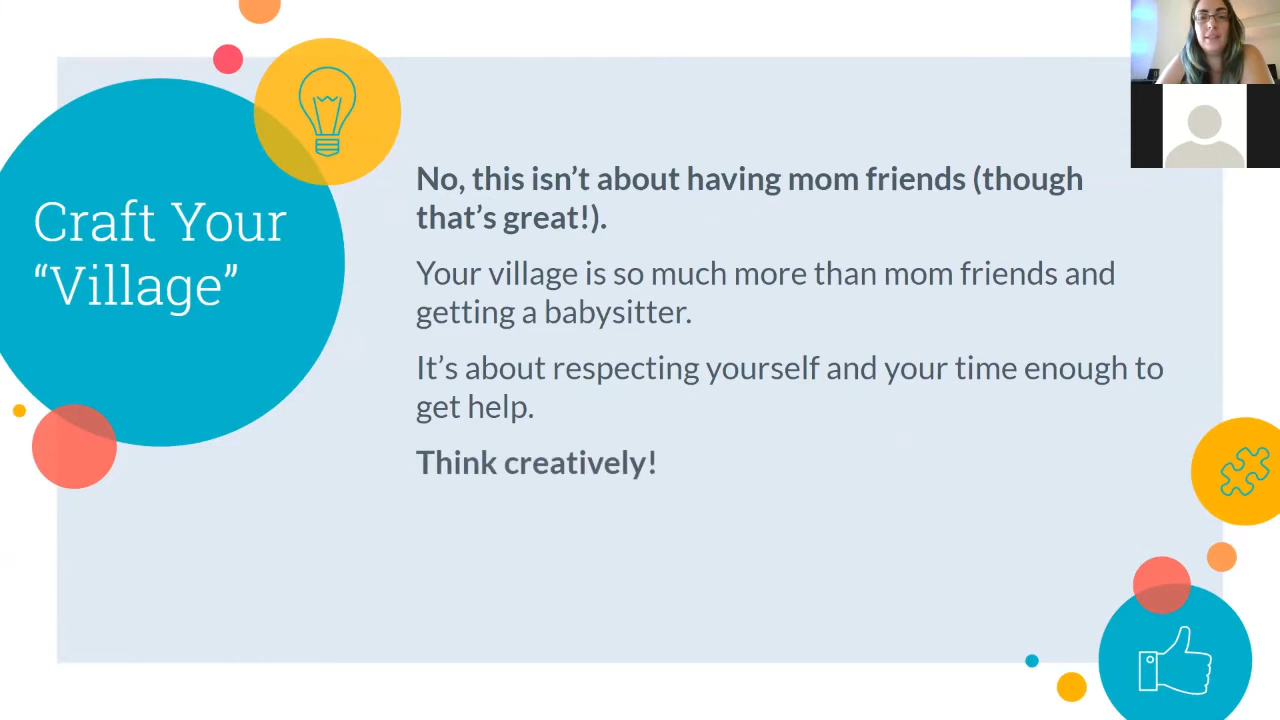 Craft Your
“Village”
No, this isn’t about having mom friends (though
that’s great!).
Your village is so much more than mom friends and
getting a babysitter.
It’s about respecting yourself and your time enough to
get help.
Think creatively!